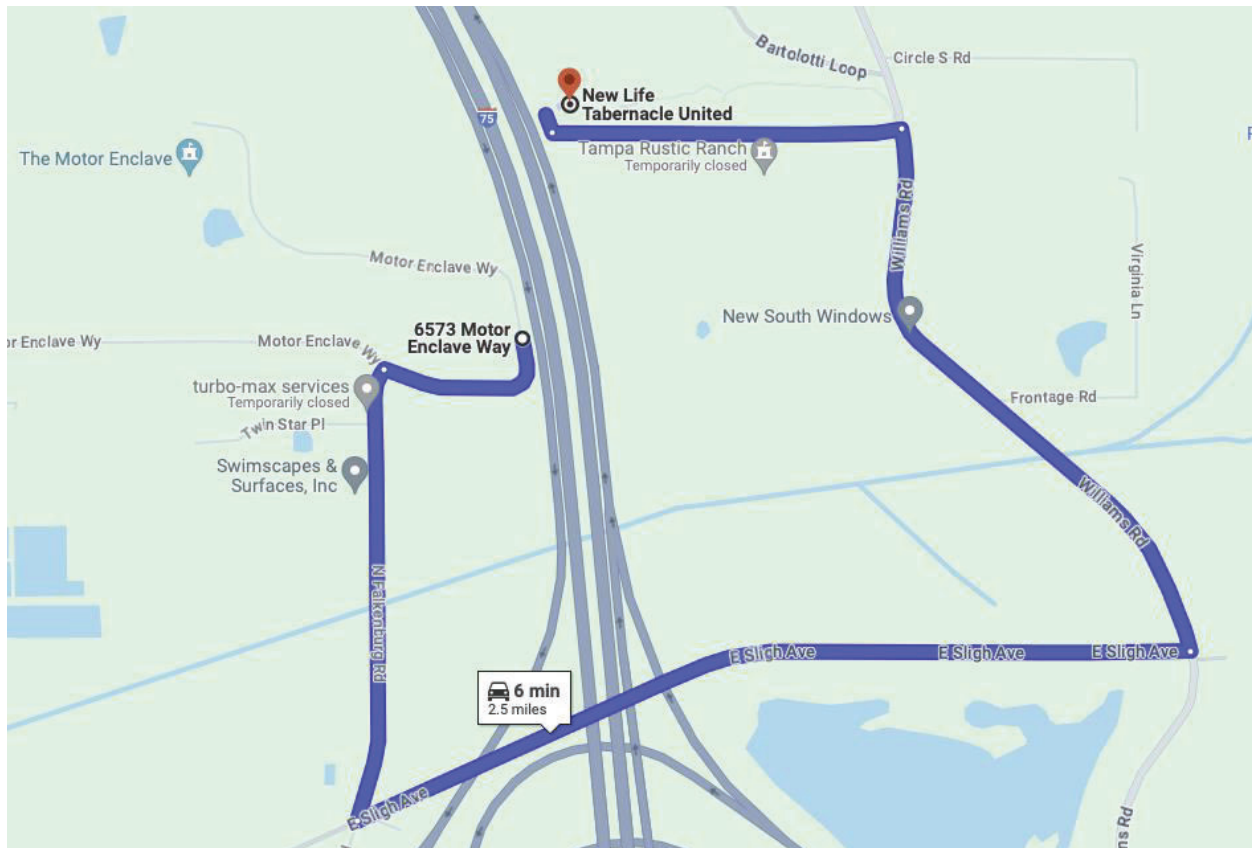 Bartolotti Loop
Circle S Rd
75
New Life
Tabernacle United
The Motor Enclave
Tampa Rustic Ranch
Temporarily closed
Williams Rd
Motor Enclave Wy
Virginia Ln
New South Windows
6573 Motor
Enclave Way
or Enclave Wy
Motor Enclave Wy
turbo-max services
Temporarily closed
Frontage Rd
Twin Star Pl
Swimscapes &
Surfaces, Inc
Williams Rd
N Falkenburg Rd
E Sligh Ave
E Sligh Ave
E Sligh Ave
6 min
2.5 miles
E Sligh Ave
ns Rd